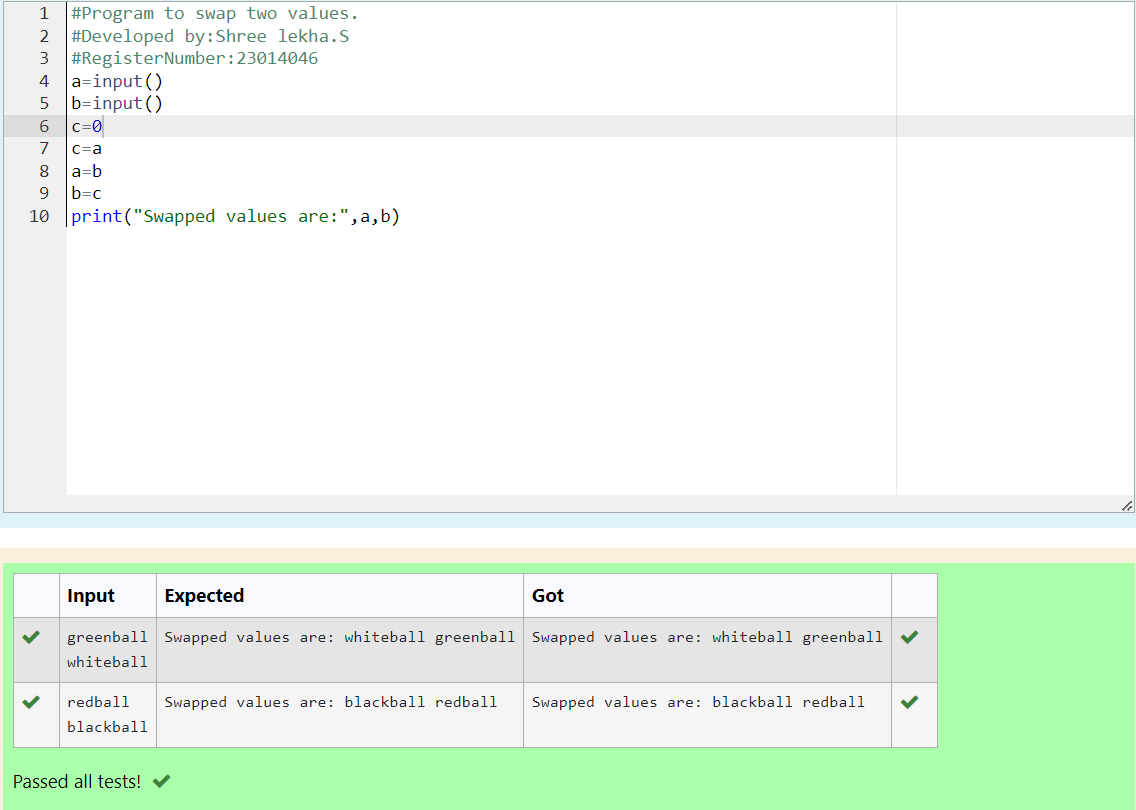 1 #Program to swap two values.
2 #Developed by:Shree lekha.S
3 #RegisterNumber:23014046
4 a=input()
5 b=input()
6 c=0
7 c=a
8 a=b
9 b=c
10 print("Swapped values are:",a,b)
Input Expected Got
greenball Swapped values are: whiteball greenball Swapped values are: whiteball greenball
whiteball
redball Swapped values are: blackball redball Swapped values are: blackball redball
blackball
Passed all tests!